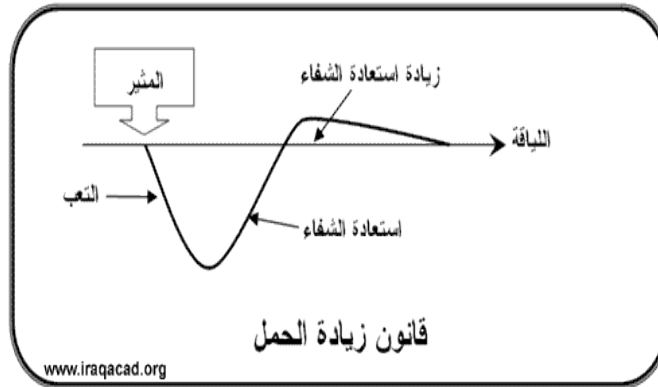 المثير
زيادة استعادة الشفاء
اللياقة
التعب
استعادة الشفاء
قانون زيادة الحمل
www.iraqacad.org